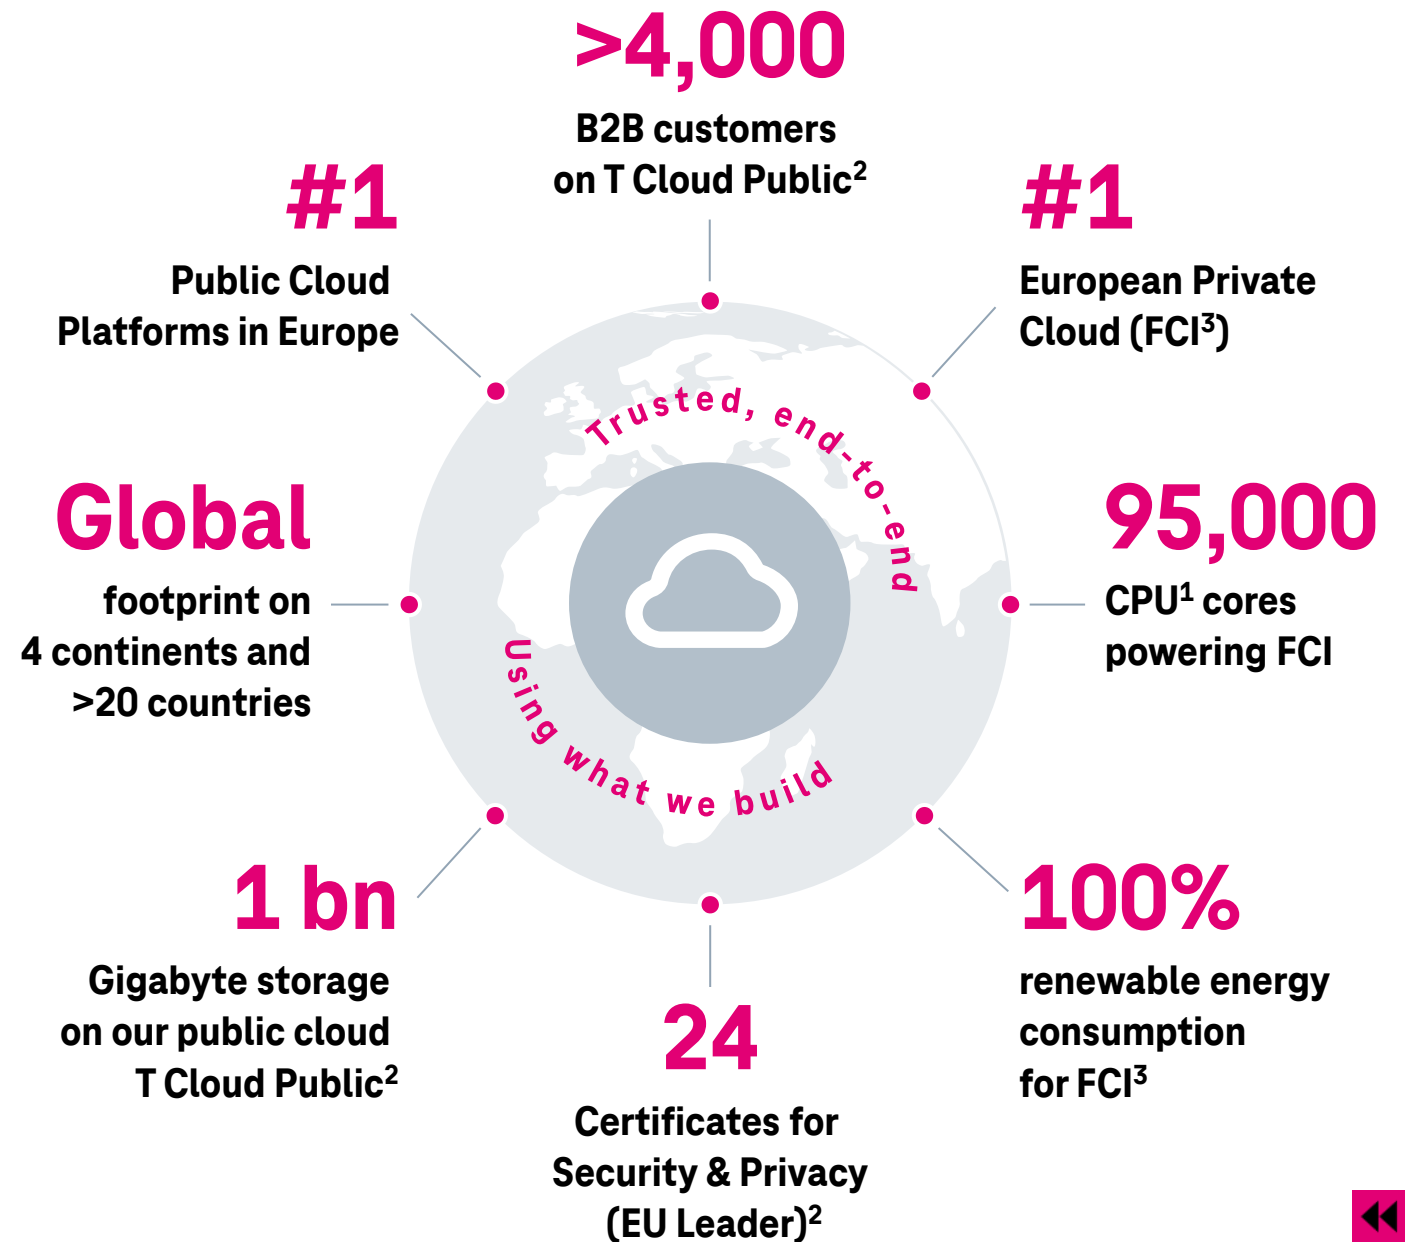 >4,000
B2B customers
on T Cloud Public²
#1
Public Cloud
Platforms in Europe
#1
European Private
Cloud (FCI³)
Trusted, end-to-end
Global
footprint on
4 continents and
>20 countries
95,000
CPU¹ cores
powering FCI
Using what we build
1 bn
Gigabyte storage
on our public cloud
T Cloud Public²
100%
renewable energy
consumption
for FCI³
24
Certificates for
Security & Privacy
(EU Leader)²